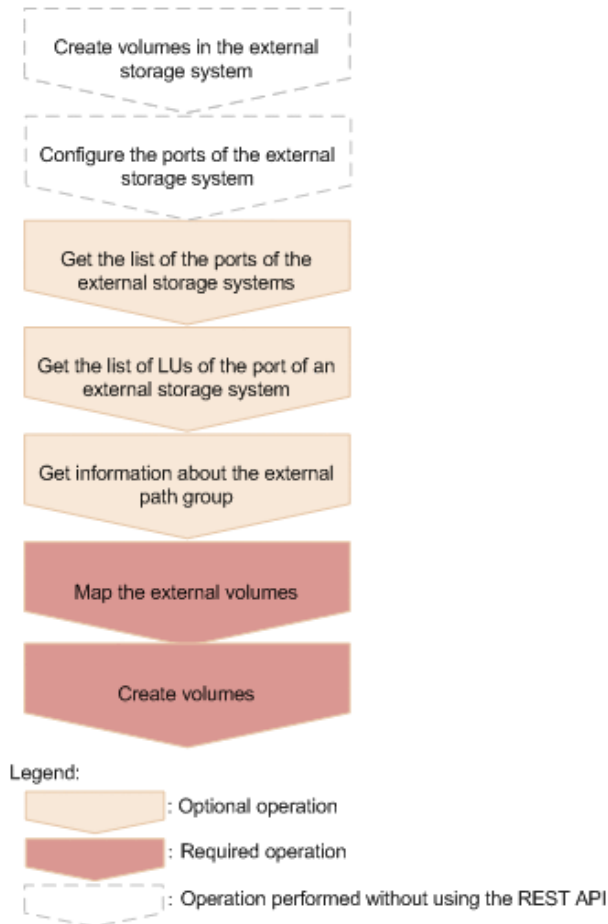 Create volumes in the external
storage system
Configure the ports of the external
storage system
Get the list of the ports of the
external storage systems
Get the list of LUs of the port of an
external storage system
Get information about the external
path group
Map the external volumes
Create volumes
Legend:
: Optional operation
: Required operation
: Operation performed without using the REST API